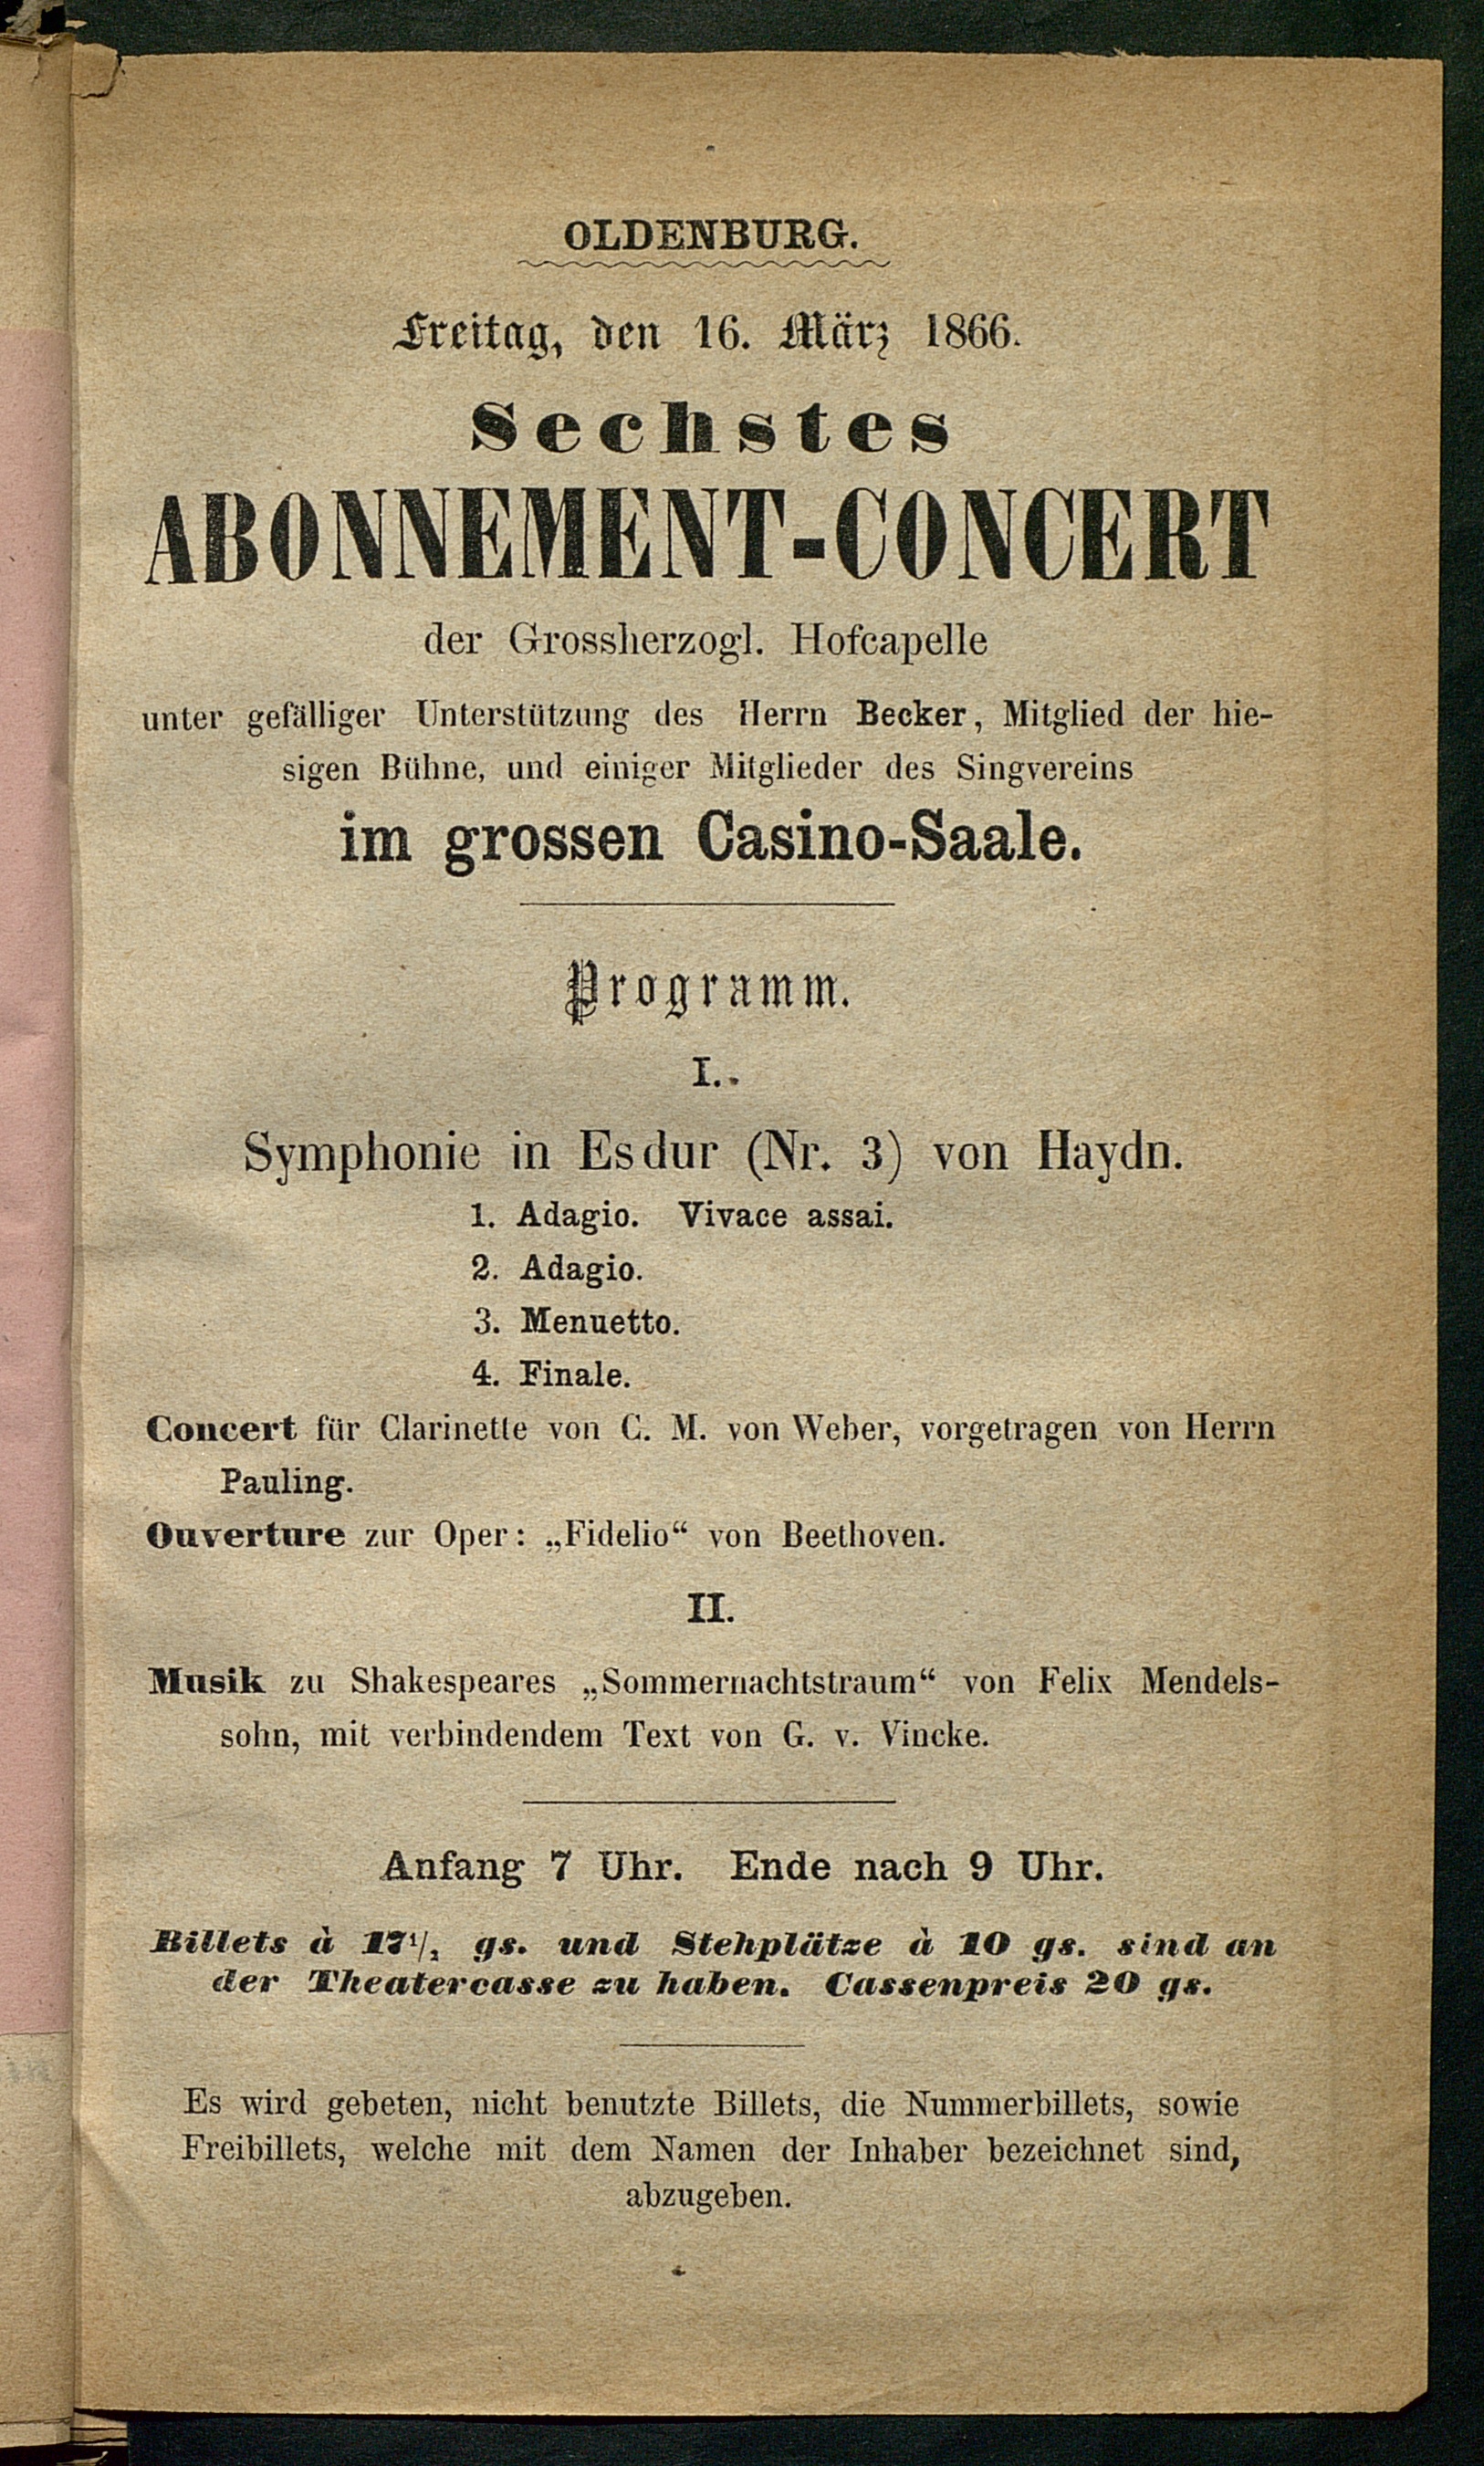 OLDENBURG.
Freitag, den 16. März 1866.
Sechstes
ABONNEMENT-CONCERT
der Grossherzogl. Hofcapelle
unter gefälliger Unterstützung des Herrn Becker, Mitglied der hie-
sigen Bühne, und einiger Mitglieder des Singvereins
im grossen Casino-Saale.
Programm.
I.
Symphonie in Esdur (Nr. 3) von Haydn.
1. Adagio. Vivace assai.
2. Adagio.
3. Menuetto.
4. Finale.
Concert für Clarinette von C. M. von Weber, vorgetragen von Herrn
Pauling.
Ouverture zur Oper: „Fidelio“ von Beethoven.
II.
Musik zu Shakespeares „Sommernachtstraum“ von Felix Mendels-
sohn, mit verbindendem Text von G. v. Vincke.
Anfang 7 Uhr. Ende nach 9 Uhr.
Billets à 17½ gs. und Stehplätze à 10 gs. sind an
der Theatercasse zu haben. Cassenpreis 20 gs.
Es wird gebeten, nicht benutzte Billets, die Nummerbillets, sowie
Freibillets, welche mit dem Namen der Inhaber bezeichnet sind,
abzugeben.